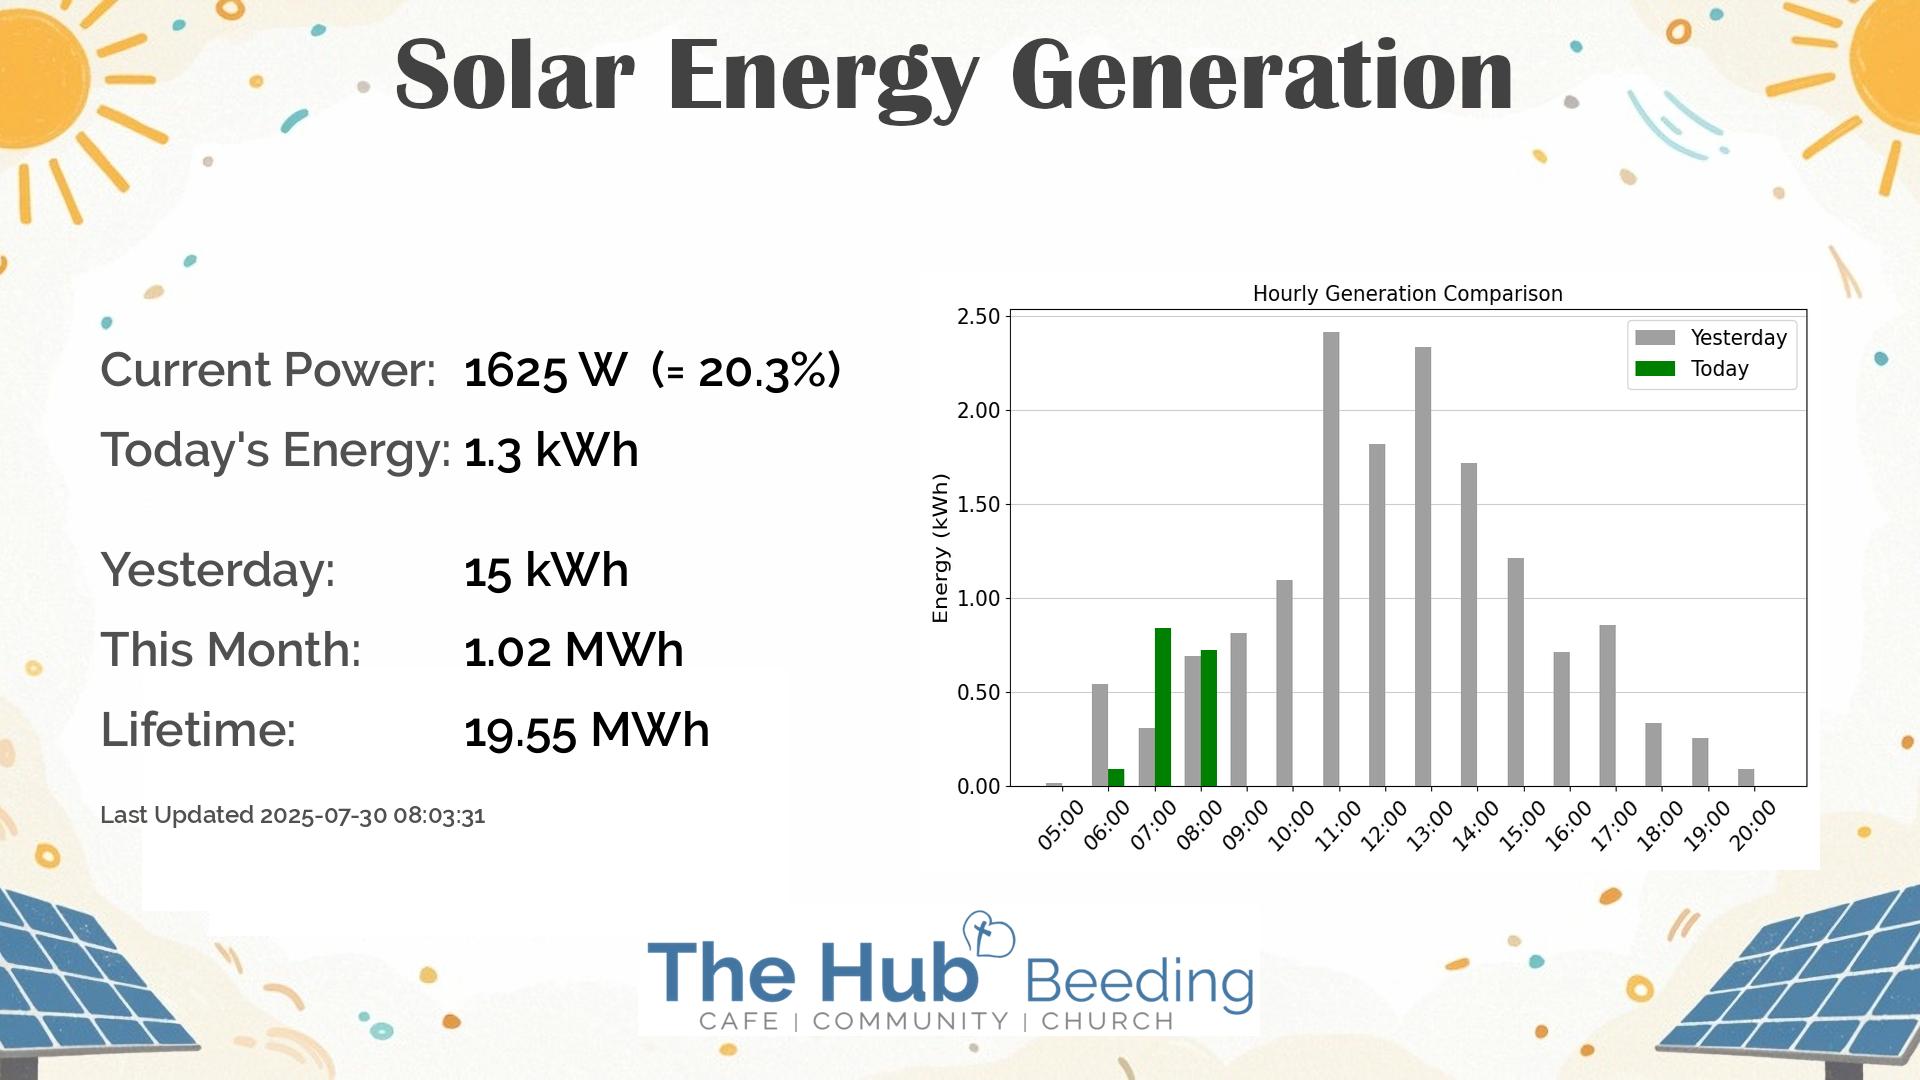 Solar Energy Generation
Current Power: 1625 W (= 20.3%)
Today's Energy: 1.3 kWh
Yesterday: 15 kWh
This Month: 1.02 MWh
Lifetime: 19.55 MWh
Last Updated 2025-07-30 08:03:31
Hourly Generation Comparison
Yesterday
Today
Energy (kWh)
2.50
2.00
1.50
1.00
0.50
0.00
05:00 06:00 07:00 08:00 09:00 10:00 11:00 12:00 13:00 14:00 15:00 16:00 17:00 18:00 19:00 20:00
The Hub Beeding
CAFE | COMMUNITY | CHURCH